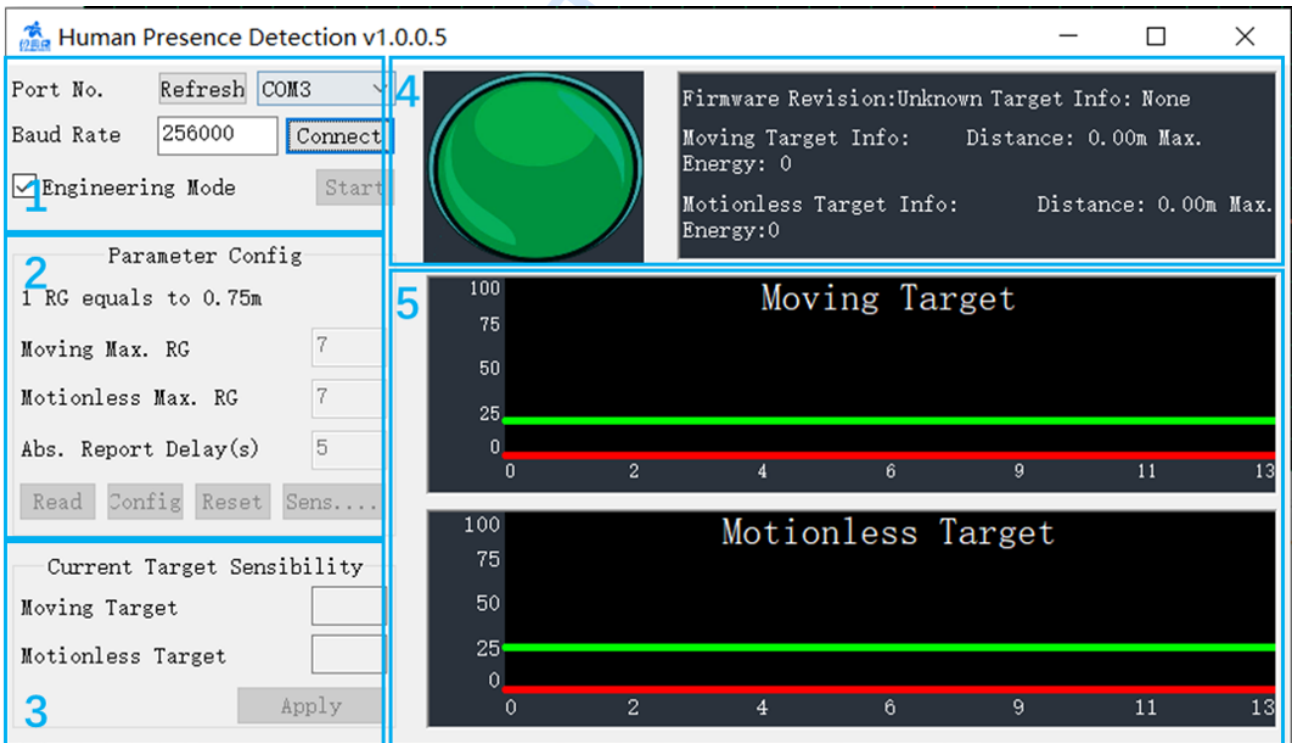 Human Presence Detection v1.0.0.5
Port No. Refresh COM3
Baud Rate 256000 Connect
Engineering Mode Start
1
Parameter Config
2
1 RG equals to 0.75m
Moving Max. RG 7
Motionless Max. RG 7
Abs. Report Delay(s) 5
Read Config Reset Sens....
Current Target Sensibility
Moving Target
Motionless Target
Apply
3
4
Firmware Revision:Unknown Target Info: None
Moving Target Info: Distance: 0.00m Max.
Energy: 0
Motionless Target Info: Distance: 0.00m Max.
Energy:0
5
Moving Target
100
75
50
25
0
0 2 4 6 9 11 13
Motionless Target
100
75
50
25
0
0 2 4 6 9 11 13